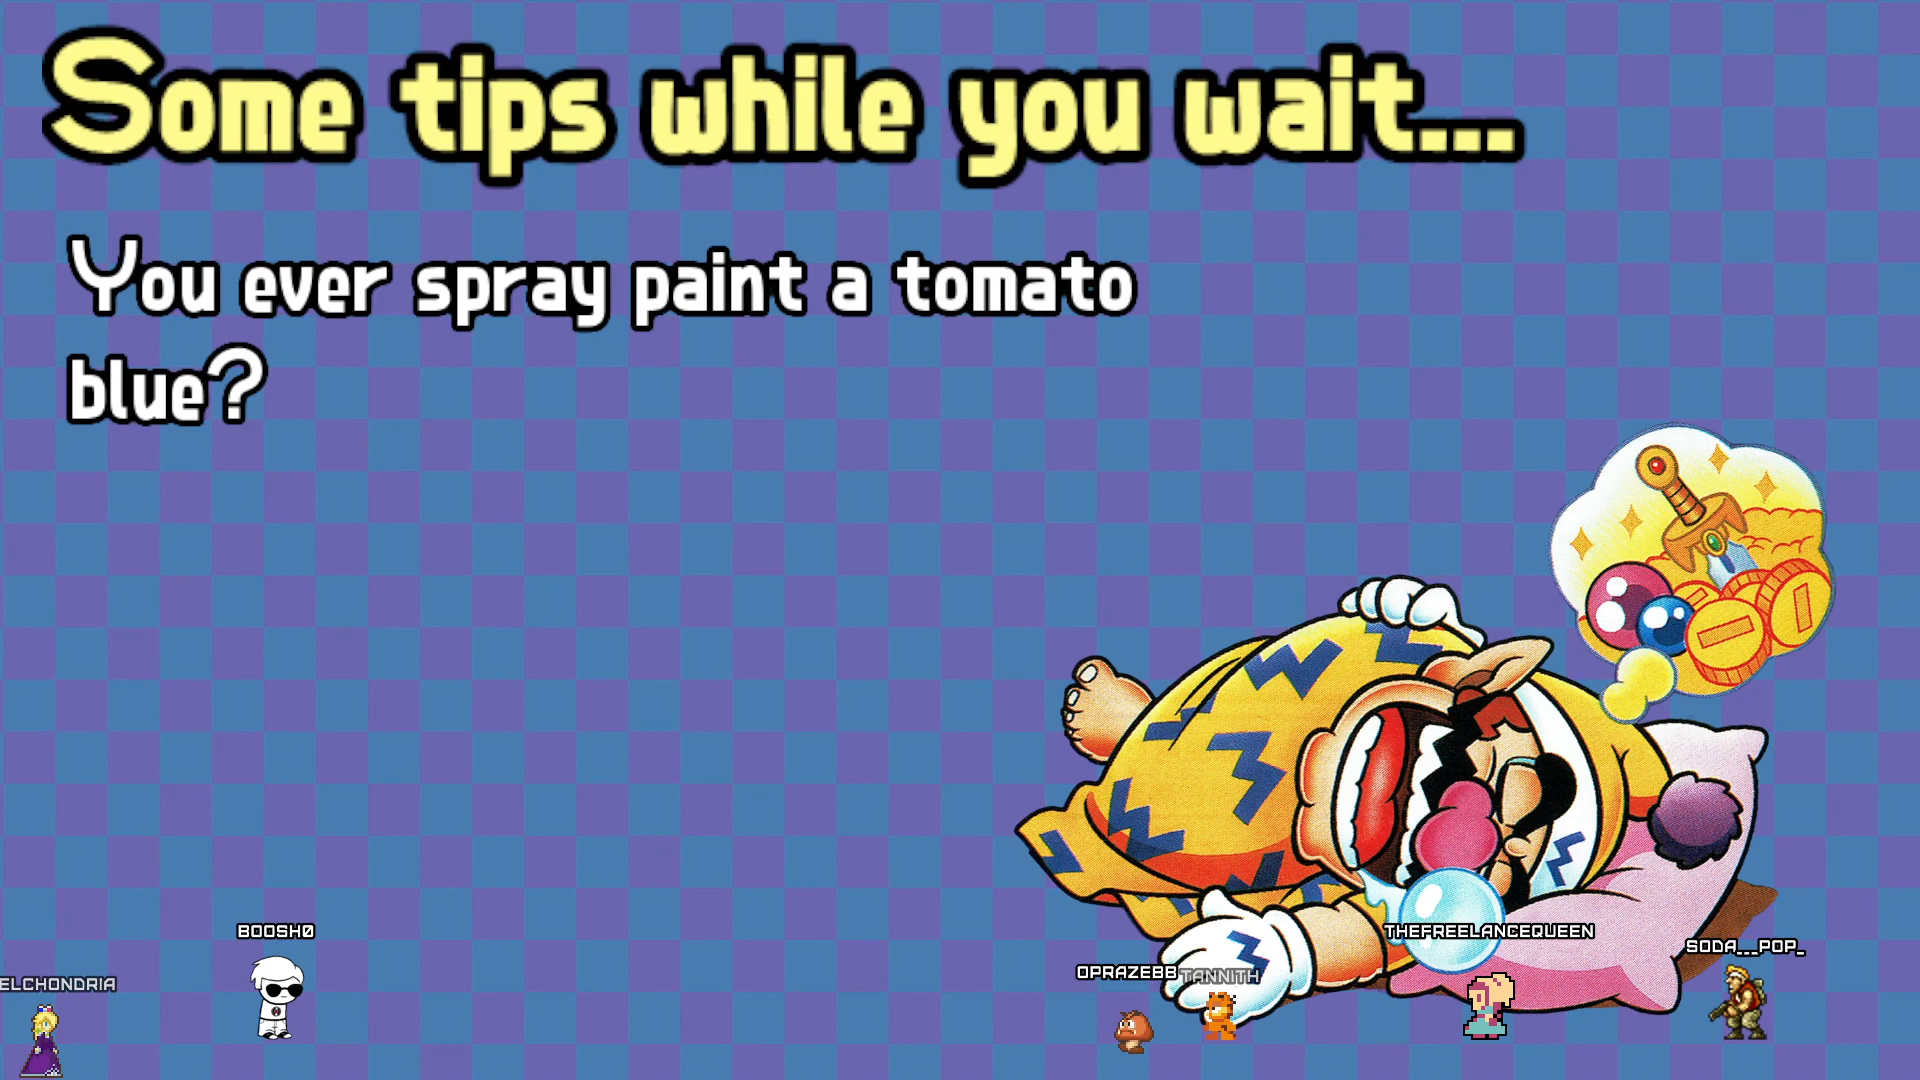 Some tips while you wait...
You ever spray paint a tomato
blue?
BOOSH0
THEFREELANCEQUEEN
SODA__POP_
OPRAZEBB
TANNITH
ELCHONDRIA